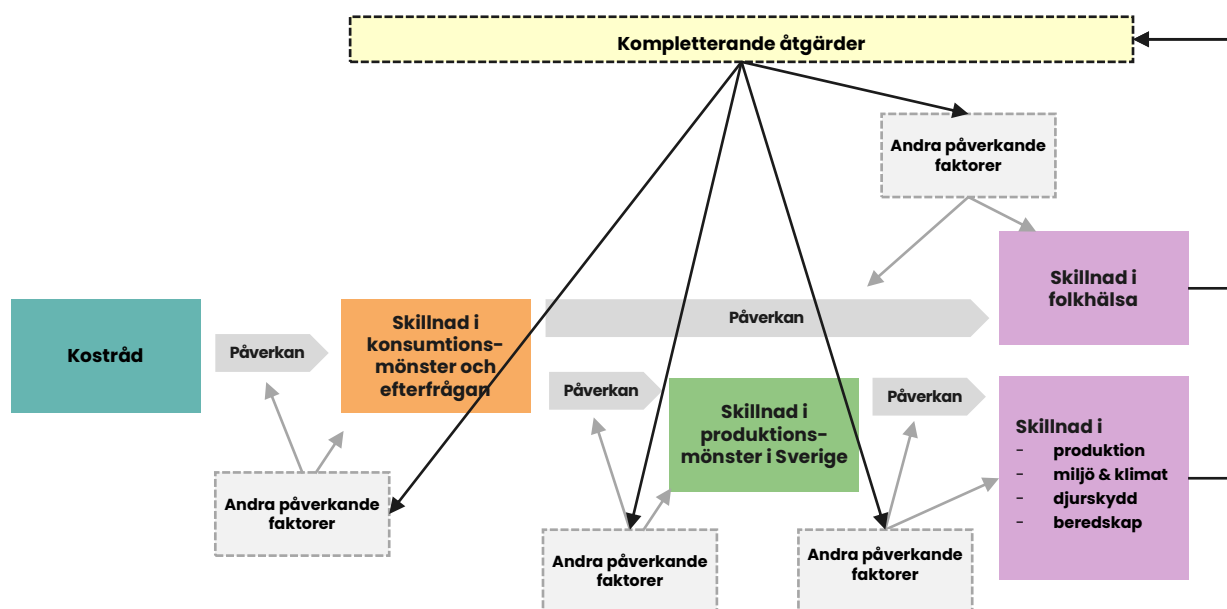 Kompletterande åtgärder
Andra påverkande
faktorer
Skillnad i
folkhälsa
Kostråd
Påverkan
Skillnad i
konsumtions-
mönster och
efterfrågan
Påverkan
Påverkan
Skillnad i
produktions-
mönster i Sverige
Påverkan
Skillnad i
- produktion
- miljö & klimat
- djurskydd
- beredskap
Andra påverkande
faktorer
Andra påverkande
faktorer
Andra påverkande
faktorer